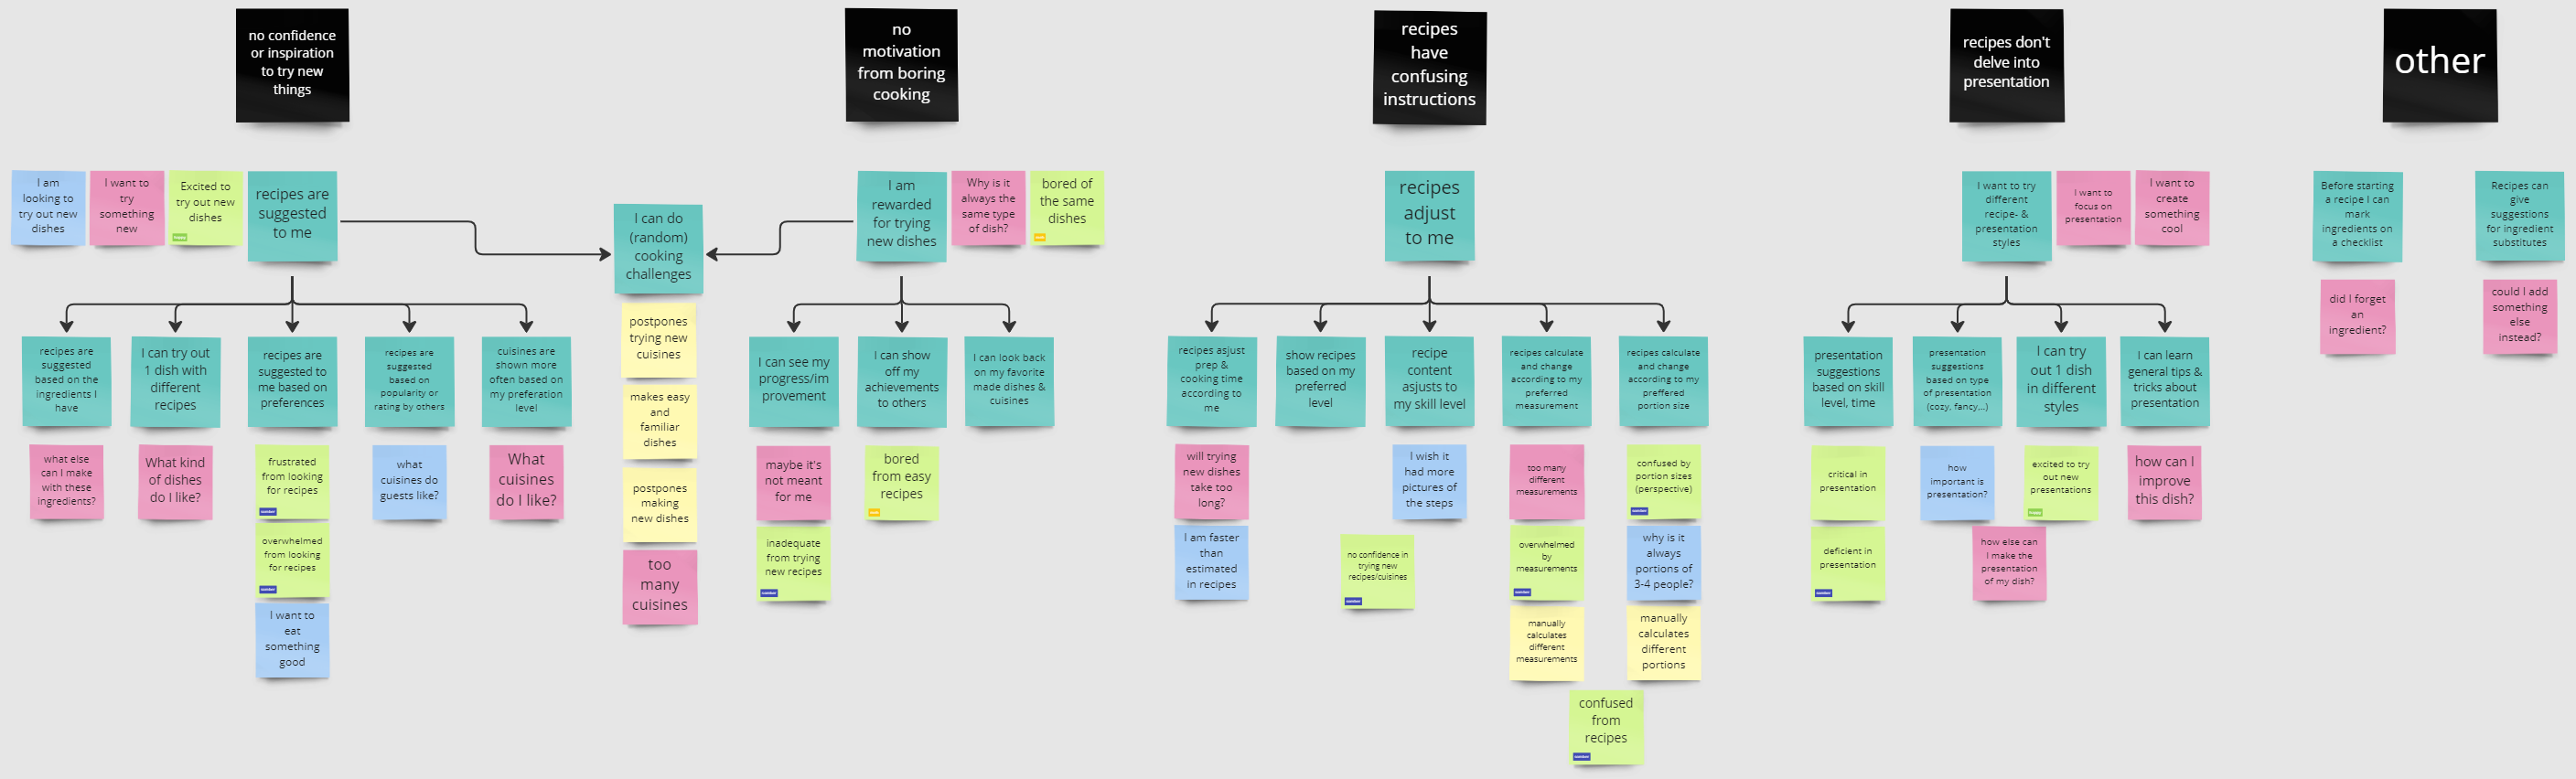 no confidence
or inspiration
to try new
things
no
motivation
from boring
cooking
recipes
have
confusing
instructions
recipes don't
delve into
presentation
other
I am
looking to
try out new
dishes
I want to
try
something
new
Excited to
try out new
dishes
recipes are
suggested
to me
I can do
(random)
cooking
challenges
I am
rewarded
for trying
new dishes
Why is it
always the
same type
of dish?
bored of
the same
dishes
recipes
adjust
to me
I want to try
different
recipe- &
presentation
styles
I want to
focus on
presentation
I want to
create
something
cool
Before starting
a recipe I can
mark
ingredients on
a checklist
Recipes can
give
suggestions
for ingredient
substitutes
did I forget
an
ingredient?
could I add
something
else
instead?
recipes are
suggested
based on the
ingredients I
have
I can try out
1 dish with
different
recipes
recipes are
suggested to
me based on
preferences
recipes are
suggested
based on
popularity or
rating by others
cuisines are
shown more
often based on
my preferation
level
postpones
trying new
cuisines
makes easy
and
familiar
dishes
postpones
making
new dishes
too
many
cuisines
I can see my
progress/im
provement
I can show
off my
achievements
to others
I can look back
on my favorite
made dishes &
cuisines
recipes asjust
prep &
cooking time
according to
me
show recipes
based on my
preferred
level
recipe
content
asjusts to
my skill level
recipes calculate
and change
according to my
preferred
measurement
recipes calculate
and change
according to my
preffered
portion size
presentation
suggestions
based on skill
level, time
presentation
suggestions
based on type
of presentation
(cozy, fancy,..)
I can try
out 1 dish
in different
styles
I can learn
general tips &
tricks about
presentation
what else
can I make
with these
ingredients?
What kind
of dishes
do I like?
frustrated
from looking
for recipes
overwhelmed
from looking
for recipes
I want to
eat
something
good
what
cuisines do
guests like?
What
cuisines
do I like?
maybe it's
not meant
for me
inadequate
from trying
new recipes
bored
from easy
recipes
will trying
new dishes
take too
long?
I am faster
than
estimated
in recipes
no confidence in
trying new
recipes/cuisines
I wish it
had more
pictures of
the steps
too many
different
measurements
overwhelmed
by
measurements
manually
calculates
different
measurements
confused by
portion sizes
(perspective)
why is it
always
portions of
3-4 people?
manually
calculates
different
portions
confused
from
recipes
critical in
presentation
deficient in
presentation
how
important is
presentation?
excited to try
out new
presentations
how else can
I make the
presentation
of my dish?
how can I
improve
this dish?